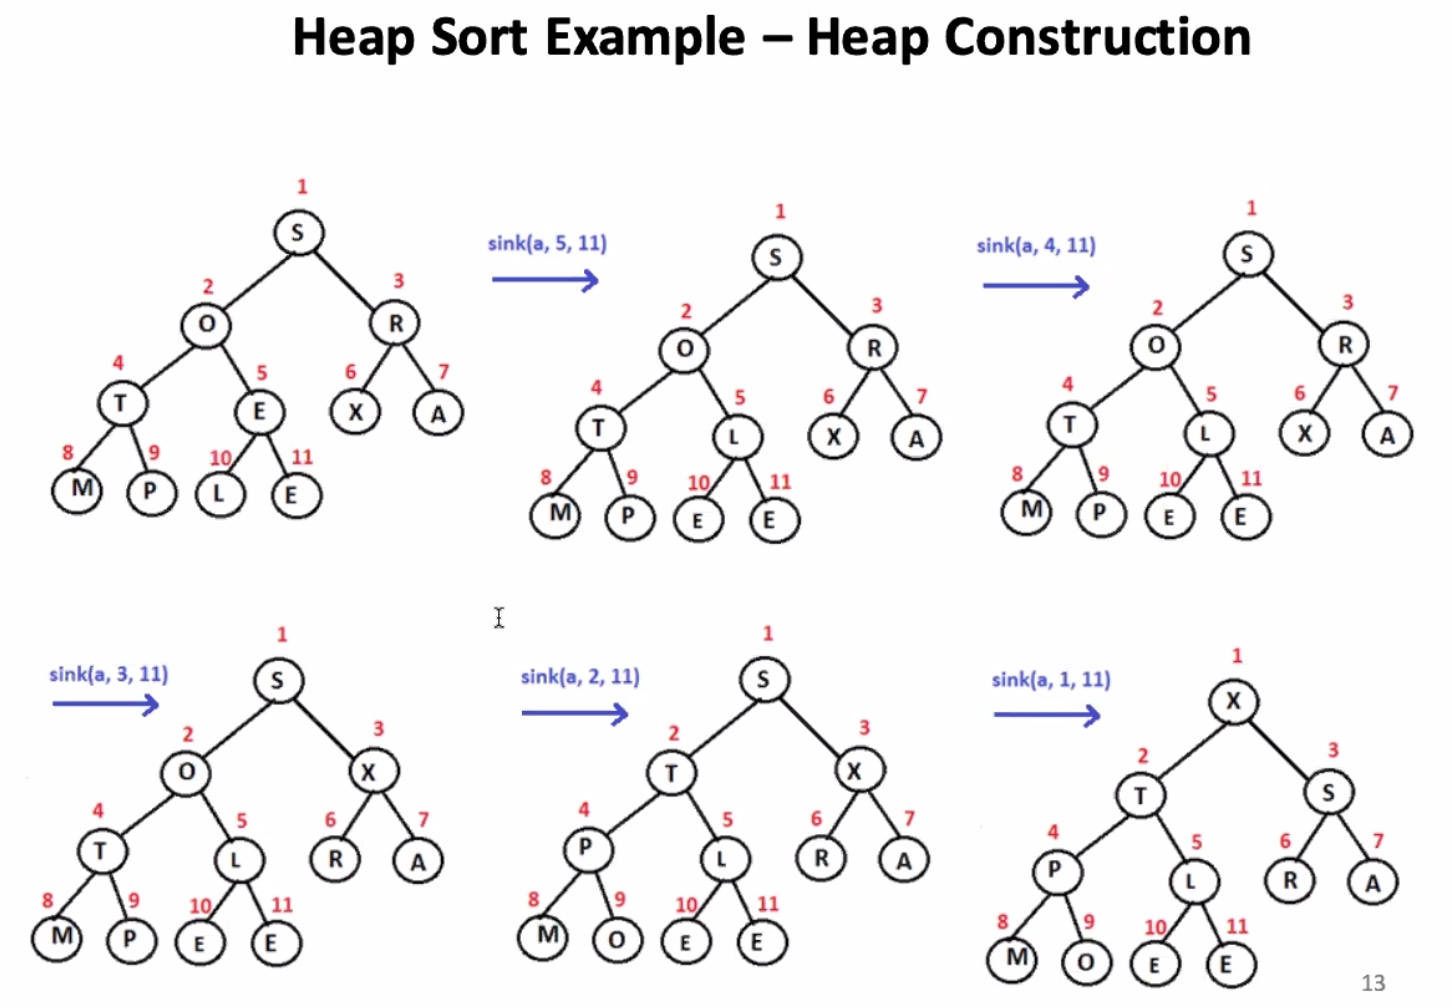 Heap Sort Example – Heap Construction
1
S
2
3
O
R
4
5
6
7
T
E
X
A
8
9
10
11
M
P
L
E
sink(a, 5, 11)
1
S
2
3
O
R
4
5
6
7
T
L
X
A
8
9
10
11
M
P
E
E
sink(a, 4, 11)
1
S
2
3
O
R
4
5
6
7
T
L
X
A
8
9
10
11
M
P
E
E
sink(a, 3, 11)
1
S
2
3
O
X
4
5
6
7
T
L
R
A
8
9
10
11
M
P
E
E
sink(a, 2, 11)
1
S
2
3
T
X
4
5
6
7
P
L
R
A
8
9
10
11
M
O
E
E
sink(a, 1, 11)
1
X
2
3
T
S
4
5
6
7
P
L
R
A
8
9
10
11
M
O
E
E
13